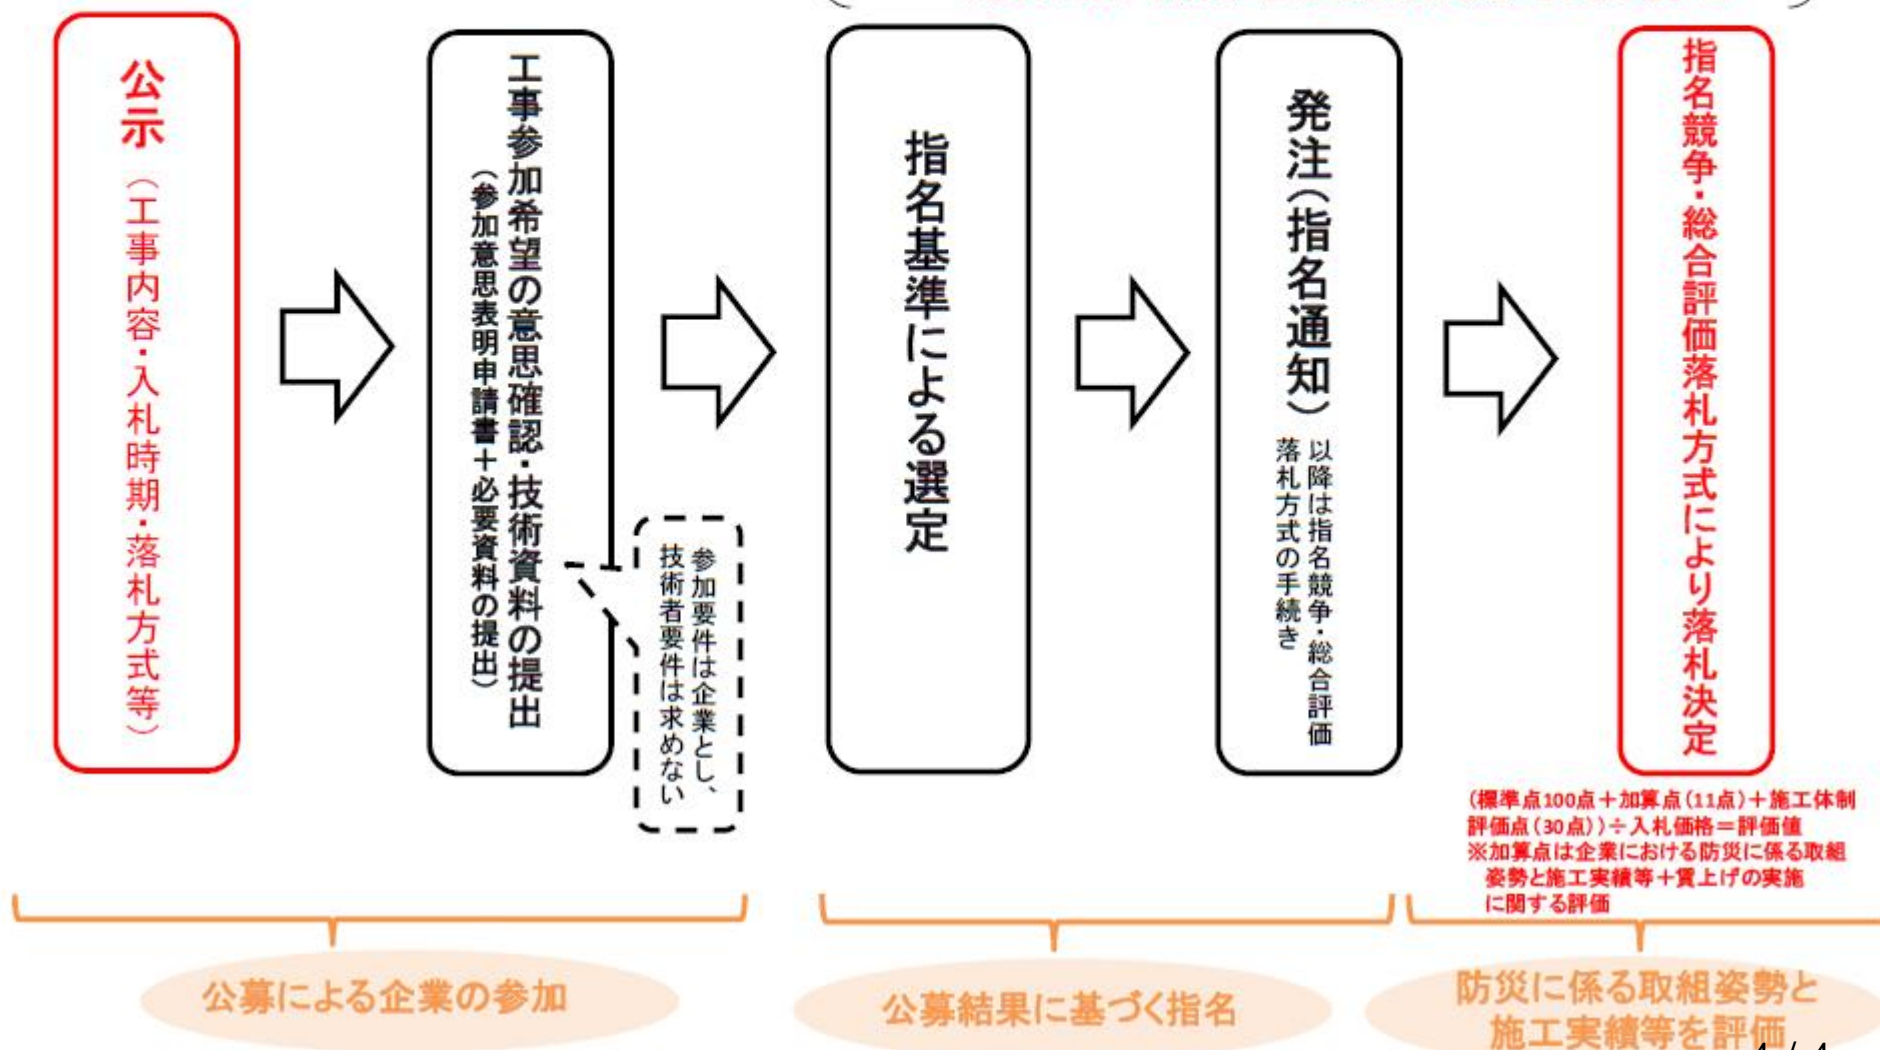 公示（工事内容・入札時期・落札方式等）
工事参加希望の意思確認・技術資料の提出
（参加意思表明申請書＋必要資料の提出）
参加要件は企業とし、
技術者要件は求めない
指名基準による選定
発注（指名通知）
以降は指名競争・総合評価
落札方式の手続き
指名競争・総合評価落札方式により落札決定
（標準点100点＋加算点（11点）＋施工体制
評価点（30点））÷入札価格＝評価値
※加算点は企業における防災に係る取組
姿勢と施工実績等＋賃上げの実施
に関する評価
公募による企業の参加
公募結果に基づく指名
防災に係る取組姿勢と
施工実績等を評価